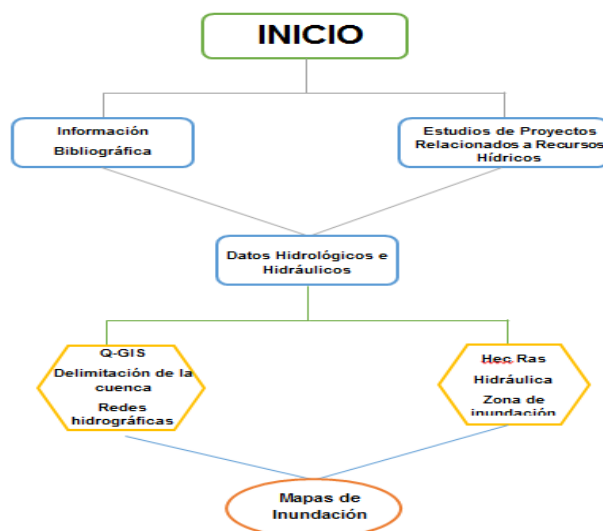 INICIO
Información
Bibliográfica
Estudios de Proyectos
Relacionados a Recursos
Hídricos
Datos Hidrológicos e
Hidráulicos
Q-GIS
Delimitación de la
cuenca
Redes
hidrográficas
Hec Ras
Hidráulica
Zona de
inundación
Mapas de
Inundación